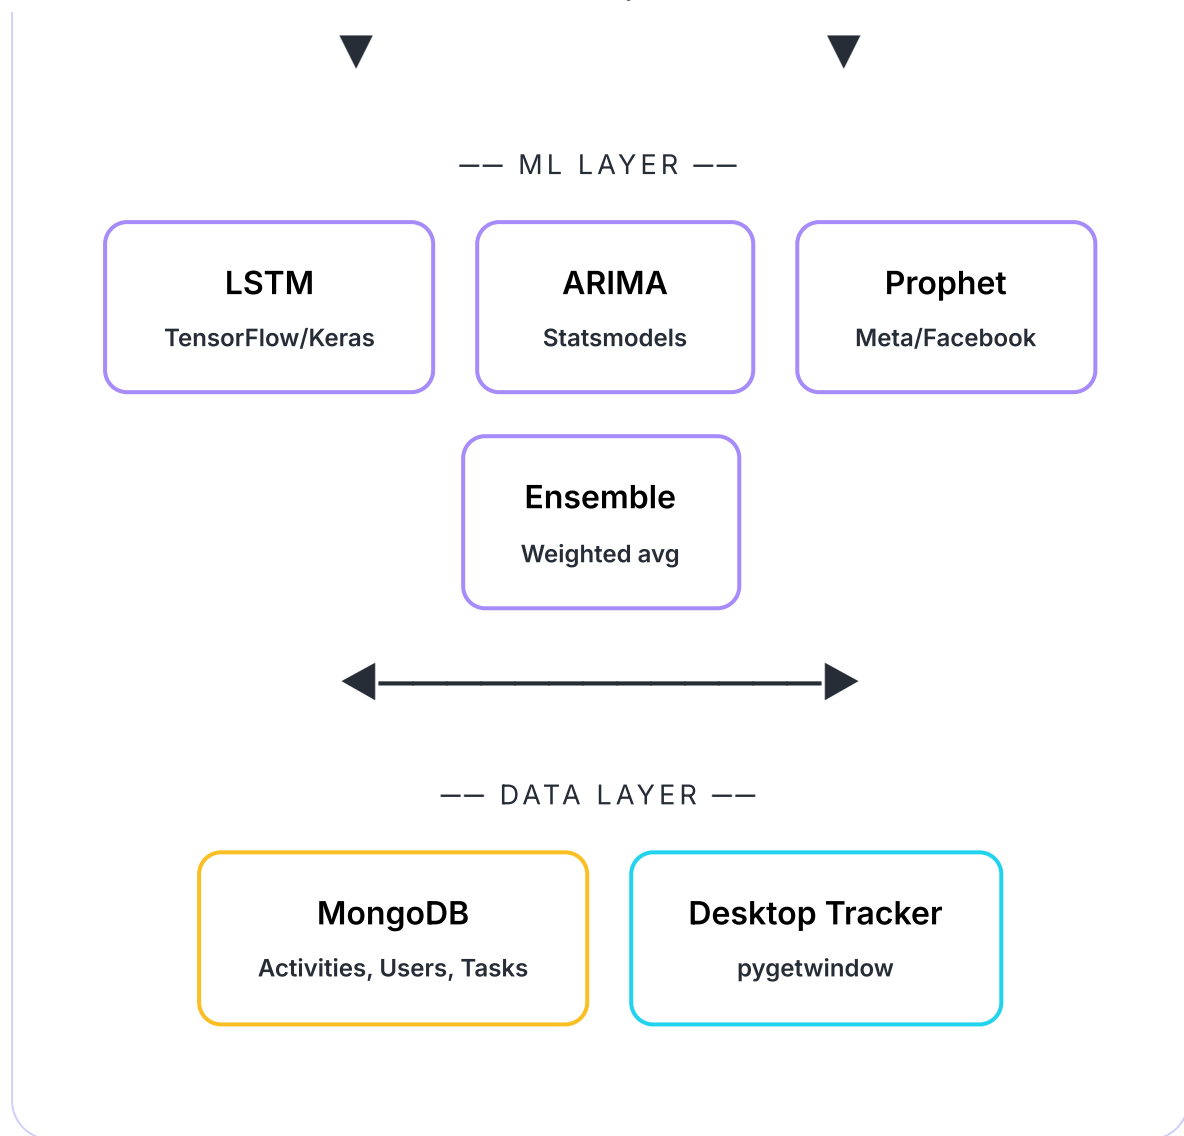 —— ML LAYER ——
LSTM
TensorFlow/Keras
ARIMA
Statsmodels
Prophet
Meta/Facebook
Ensemble
Weighted avg
—— DATA LAYER ——
MongoDB
Activities, Users, Tasks
Desktop Tracker
pygetwindow